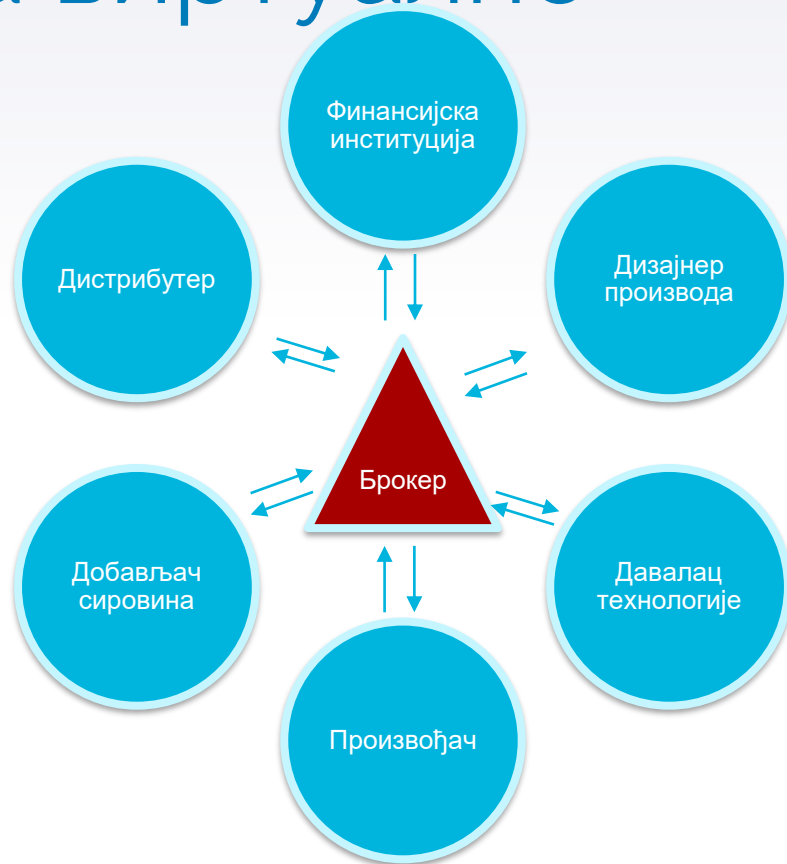 Финансијска
институција
Дистрибутер
Дизајнер
производа
Брокер
Добављач
сировина
Давалац
технологије
Произвођач